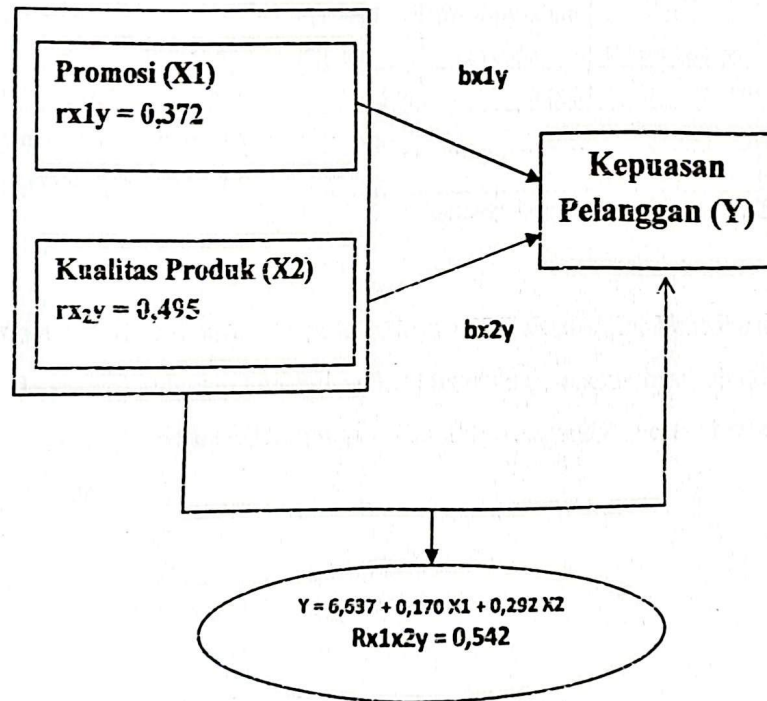 Promosi (X1)
rx1y = 0,372
bx1y
Kepuasan
Pelanggan (Y)
Kualitas Produk (X2)
rx2y = 0,495
bx2y
Y = 6,637 + 0,170 X1 + 0,292 X2
Rx1x2y = 0,542